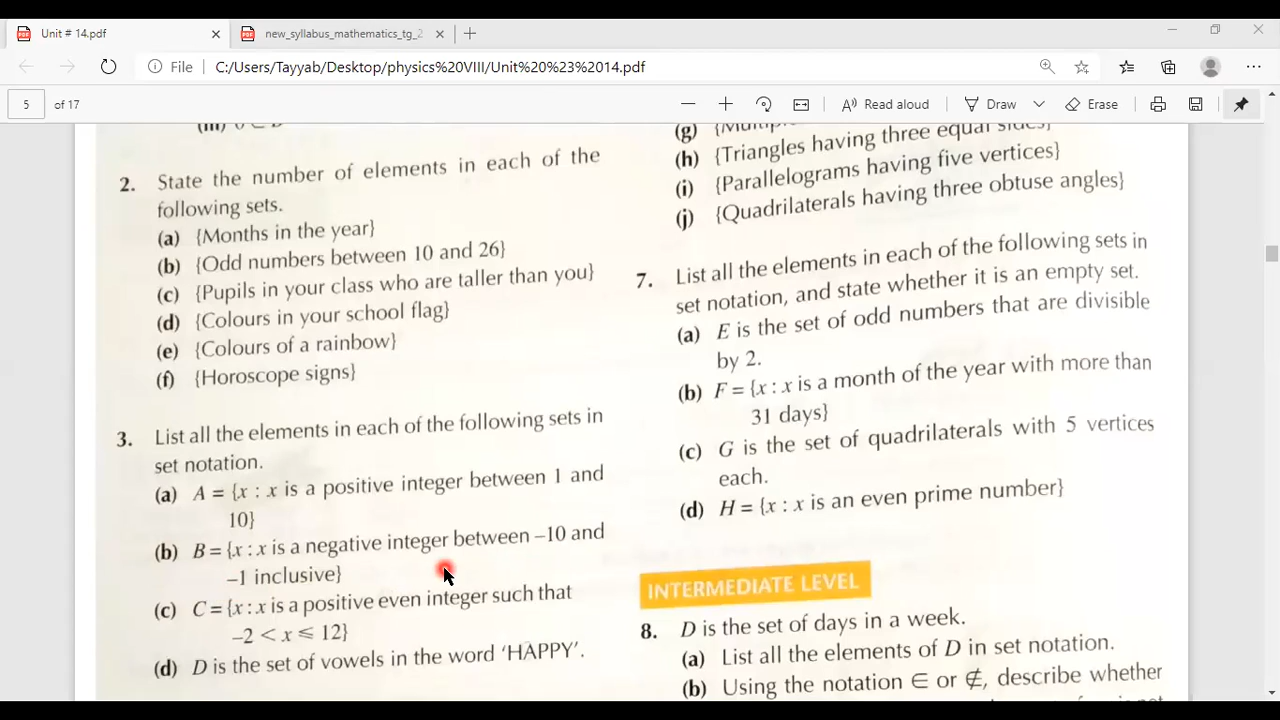 Unit # 14.pdf
new_syllabus_mathematics_tg_2
File
C:/Users/Tayyab/Desktop/physics%20VIII/Unit%20%23%2014.pdf
5 of 17
Read aloud
Draw
Erase
2. State the number of elements in each of the
following sets.
(a) {Months in the year}
(b) {Odd numbers between 10 and 26}
(c) {Pupils in your class who are taller than you}
(d) {Colours in your school flag}
(e) {Colours of a rainbow}
(f) {Horoscope signs}
3. List all the elements in each of the following sets in
set notation.
(a) A = {x : x is a positive integer between 1 and
10}
(b) B = {x : x is a negative integer between –10 and
–1 inclusive}
(c) C = {x : x is a positive even integer such that
–2 < x ⩽ 12}
(d) D is the set of vowels in the word ‘HAPPY’.
(g)
(h) {Triangles having three equal sides}
(i) {Parallelograms having five vertices}
(j) {Quadrilaterals having three obtuse angles}
7. List all the elements in each of the following sets in
set notation, and state whether it is an empty set.
(a) E is the set of odd numbers that are divisible
by 2.
(b) F = {x : x is a month of the year with more than
31 days}
(c) G is the set of quadrilaterals with 5 vertices
each.
(d) H = {x : x is an even prime number}
INTERMEDIATE LEVEL
8. D is the set of days in a week.
(a) List all the elements of D in set notation.
(b) Using the notation ∈ or ∉, describe whether